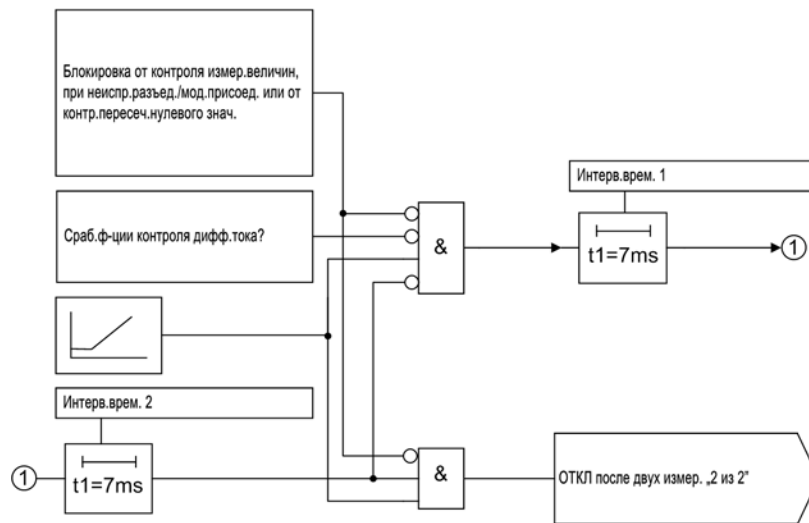 Блокировка от контроля измер.величин,
при неиспр.разъед./мод.присоед. или от
контр.пересеч.нулевого знач.
Интерв.врем. 1
Сраб.ф-ции контроля дифф.тока?
&
t1=7ms
1
Интерв.врем. 2
1
t1=7ms
&
ОТКЛ после двух измер. „2 из 2"